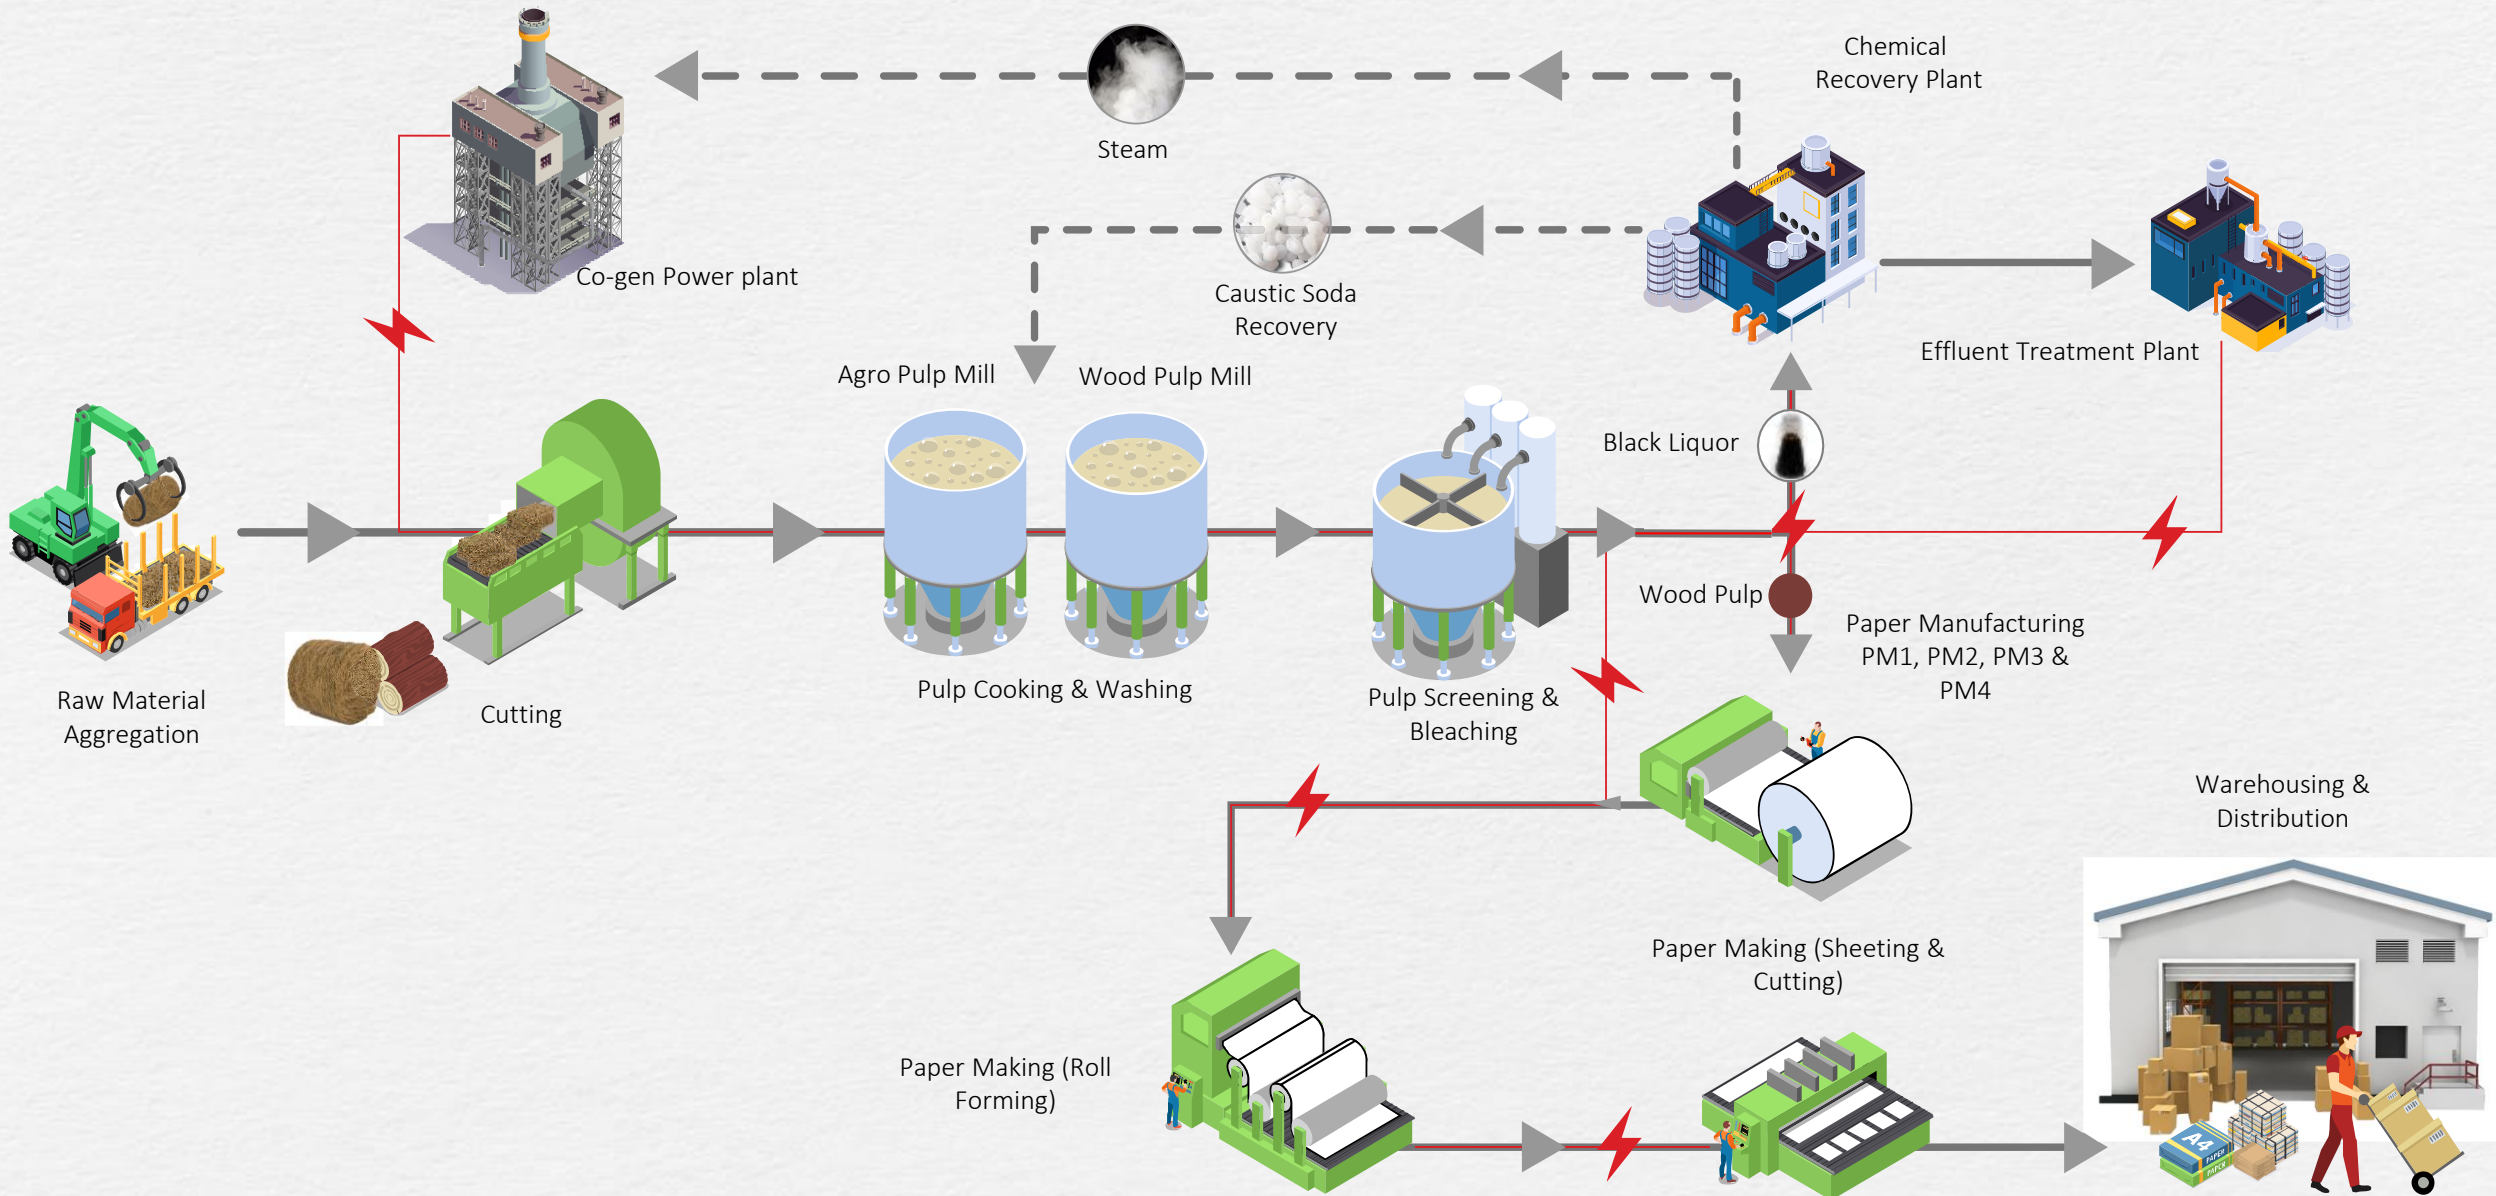 Chemical
Recovery Plant
Steam
Co-gen Power plant
Caustic Soda
Recovery
Effluent Treatment Plant
Agro Pulp Mill
Wood Pulp Mill
Black Liquor
Wood Pulp
Paper Manufacturing
PM1, PM2, PM3 &
PM4
Raw Material
Aggregation
Cutting
Pulp Cooking & Washing
Pulp Screening &
Bleaching
Warehousing &
Distribution
Paper Making (Sheeting &
Cutting)
Paper Making (Roll
Forming)
A4
PAPER
PAPER